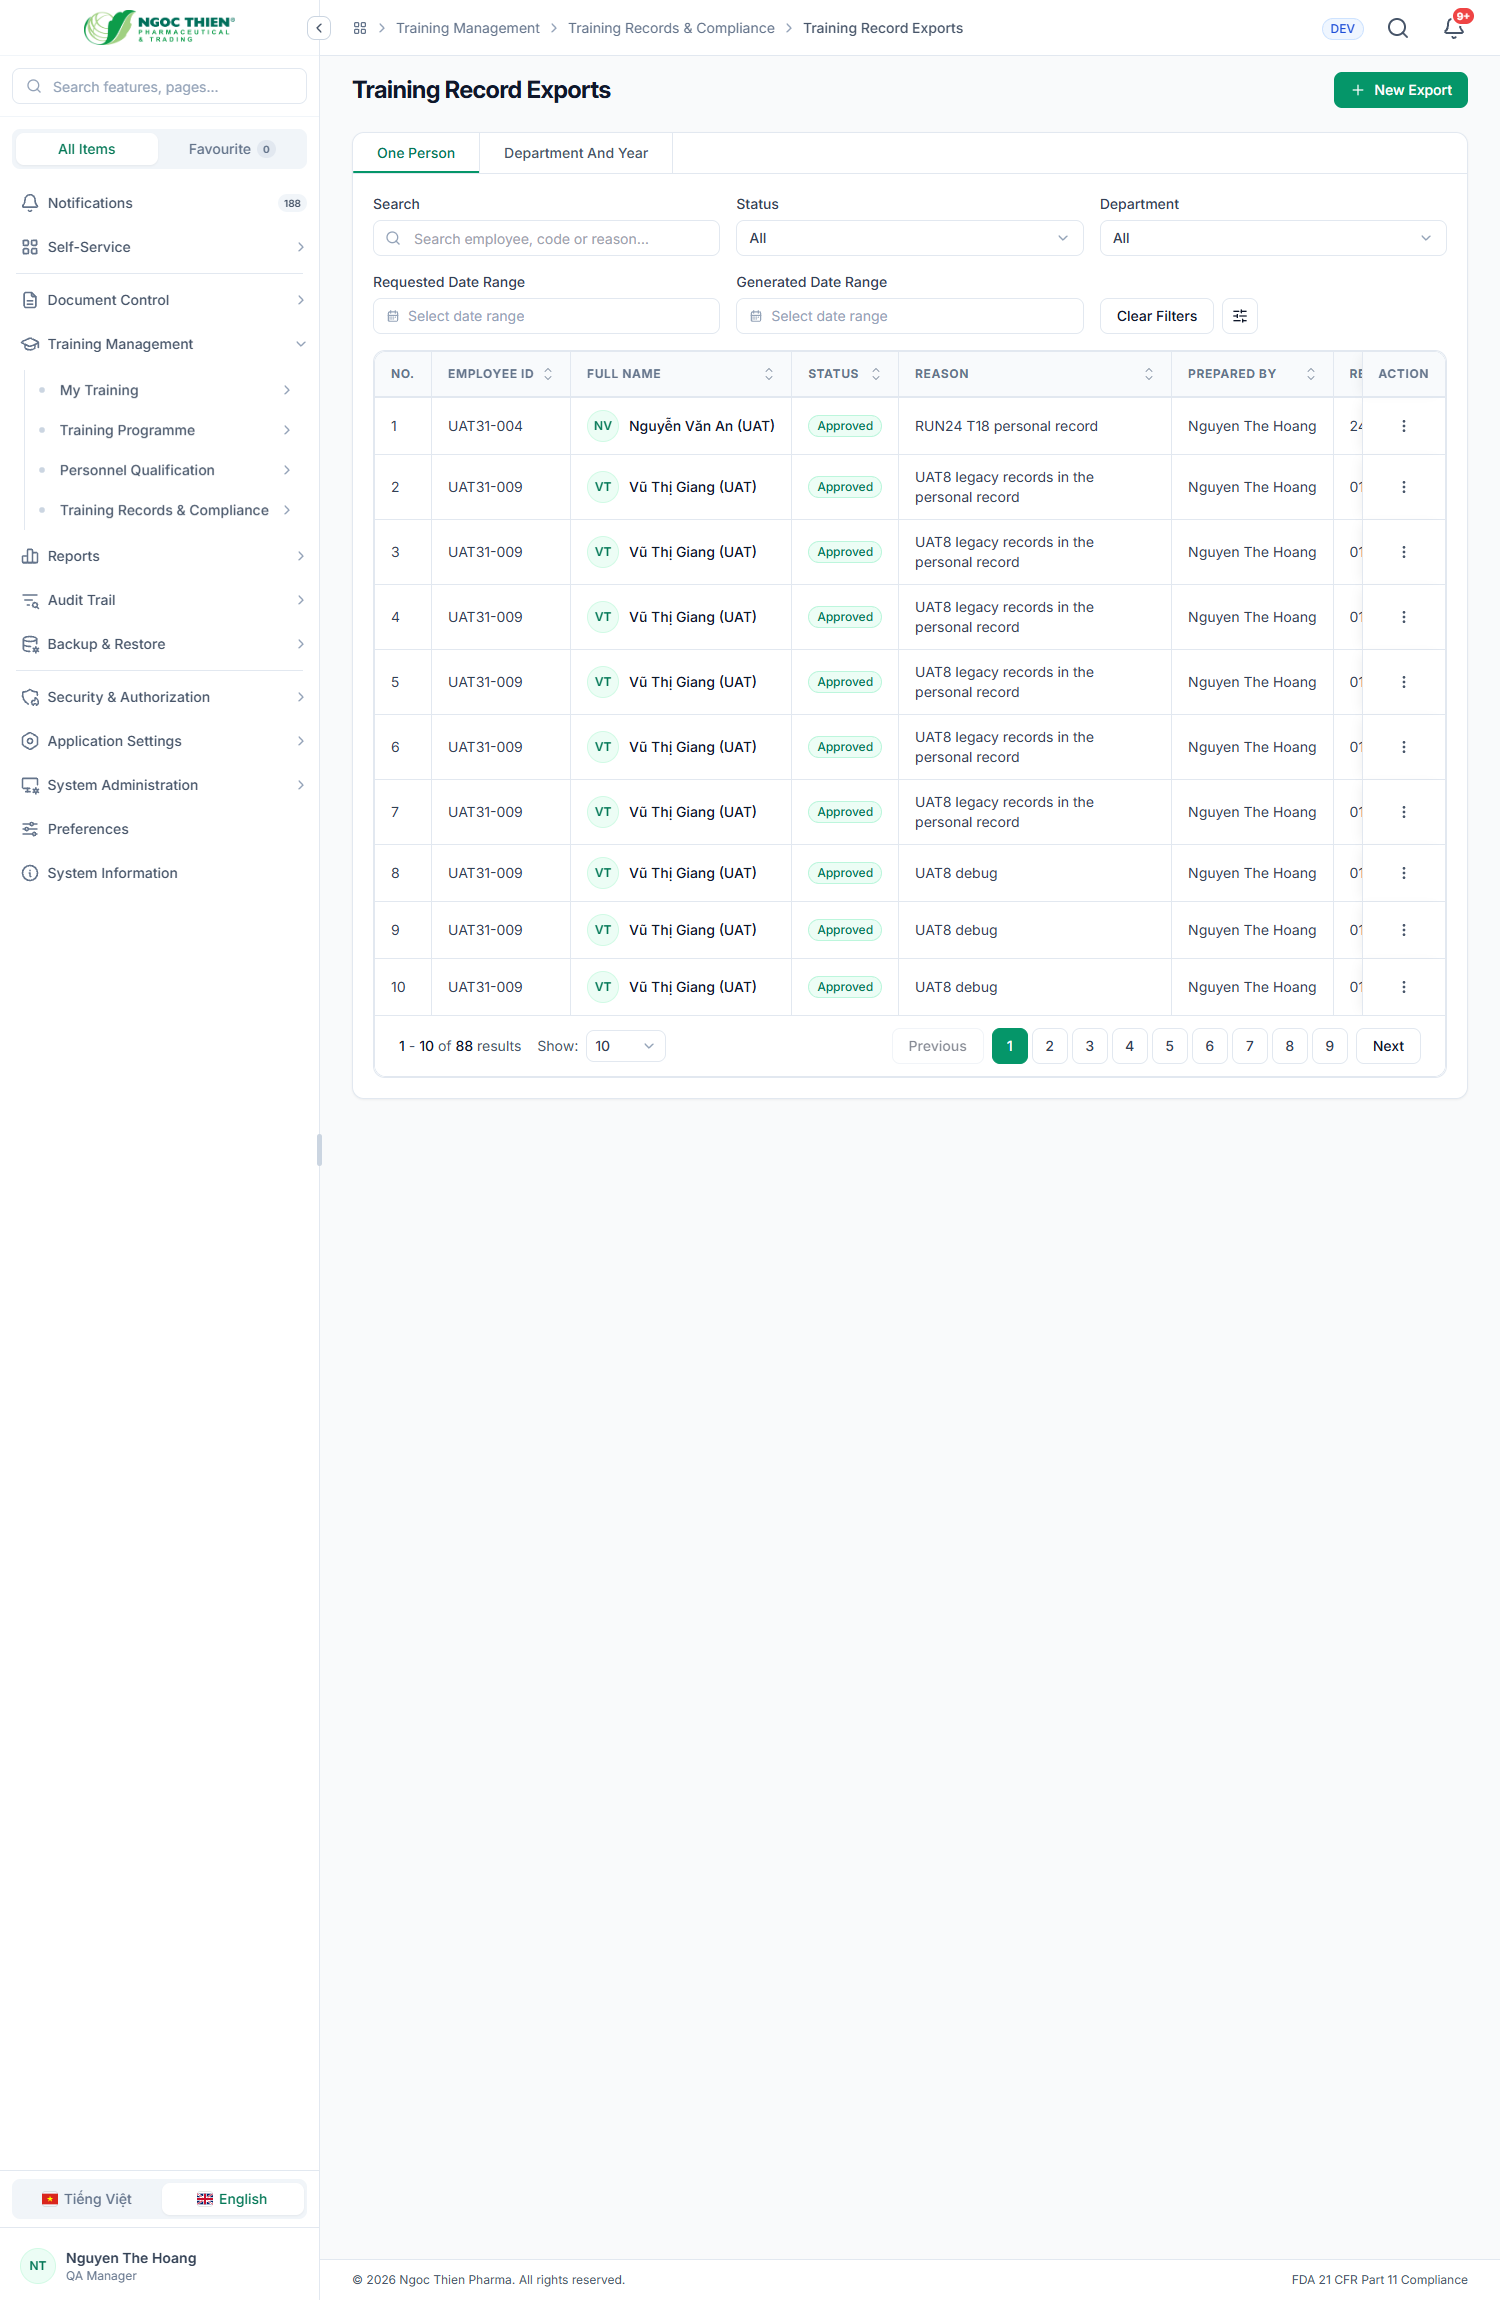 NGOC THIEN®
PHARMACEUTICAL
& TRADING
Search features, pages...
All Items
Favourite 0
Notifications 188
Self-Service
Document Control
Training Management
My Training
Training Programme
Personnel Qualification
Training Records & Compliance
Reports
Audit Trail
Backup & Restore
Security & Authorization
Application Settings
System Administration
Preferences
System Information
Tiếng Việt
English
NT
Nguyen The Hoang
QA Manager
Training Management > Training Records & Compliance > Training Record Exports
DEV
9+
Training Record Exports
New Export
One Person
Department And Year
Search
Search employee, code or reason...
Status
All
Department
All
Requested Date Range
Select date range
Generated Date Range
Select date range
Clear Filters
NO. EMPLOYEE ID FULL NAME STATUS REASON PREPARED BY RE ACTION
1 UAT31-004 NV Nguyễn Văn An (UAT) Approved RUN24 T18 personal record Nguyen The Hoang 24
2 UAT31-009 VT Vũ Thị Giang (UAT) Approved UAT8 legacy records in the personal record Nguyen The Hoang 01
3 UAT31-009 VT Vũ Thị Giang (UAT) Approved UAT8 legacy records in the personal record Nguyen The Hoang 01
4 UAT31-009 VT Vũ Thị Giang (UAT) Approved UAT8 legacy records in the personal record Nguyen The Hoang 01
5 UAT31-009 VT Vũ Thị Giang (UAT) Approved UAT8 legacy records in the personal record Nguyen The Hoang 01
6 UAT31-009 VT Vũ Thị Giang (UAT) Approved UAT8 legacy records in the personal record Nguyen The Hoang 01
7 UAT31-009 VT Vũ Thị Giang (UAT) Approved UAT8 legacy records in the personal record Nguyen The Hoang 01
8 UAT31-009 VT Vũ Thị Giang (UAT) Approved UAT8 debug Nguyen The Hoang 01
9 UAT31-009 VT Vũ Thị Giang (UAT) Approved UAT8 debug Nguyen The Hoang 01
10 UAT31-009 VT Vũ Thị Giang (UAT) Approved UAT8 debug Nguyen The Hoang 01
1 - 10 of 88 results Show: 10 Previous 1 2 3 4 5 6 7 8 9 Next
© 2026 Ngoc Thien Pharma. All rights reserved.
FDA 21 CFR Part 11 Compliance